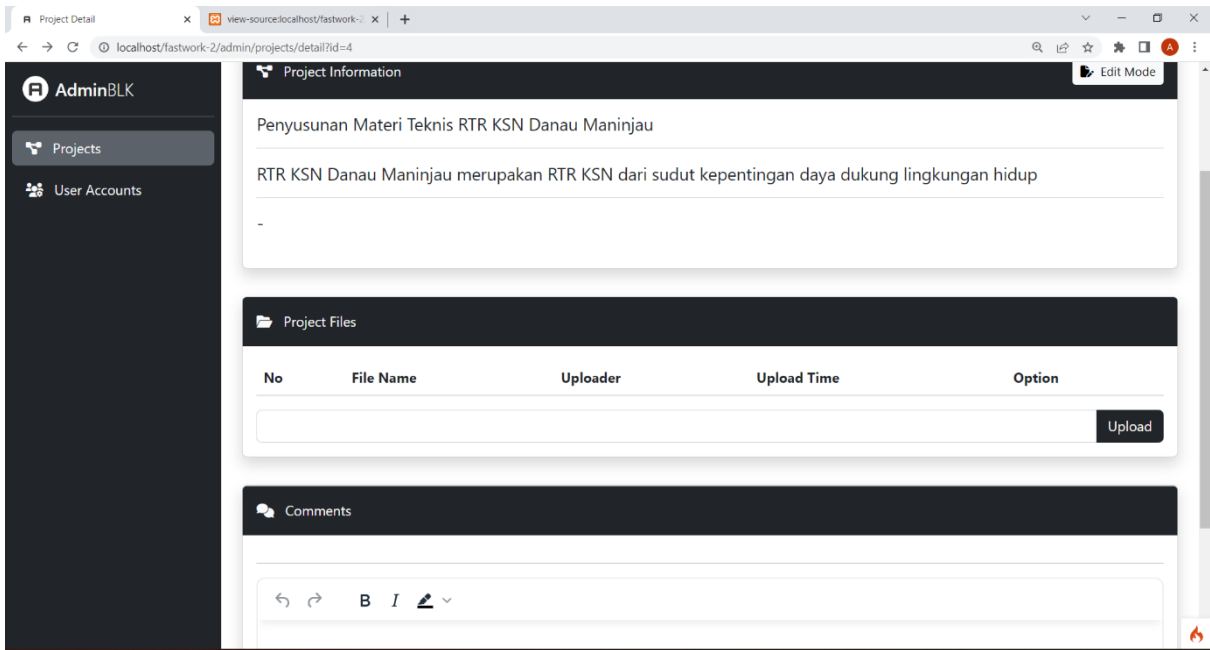 Project Detail
view-source:localhost/fastwork-2
localhost/fastwork-2/admin/projects/detail?id=4
A
AdminBLK
Projects
User Accounts
Project Information
Edit Mode
Penyusunan Materi Teknis RTR KSN Danau Maninjau
RTR KSN Danau Maninjau merupakan RTR KSN dari sudut kepentingan daya dukung lingkungan hidup
-
Project Files
No File Name Uploader Upload Time Option
Upload
Comments
B I